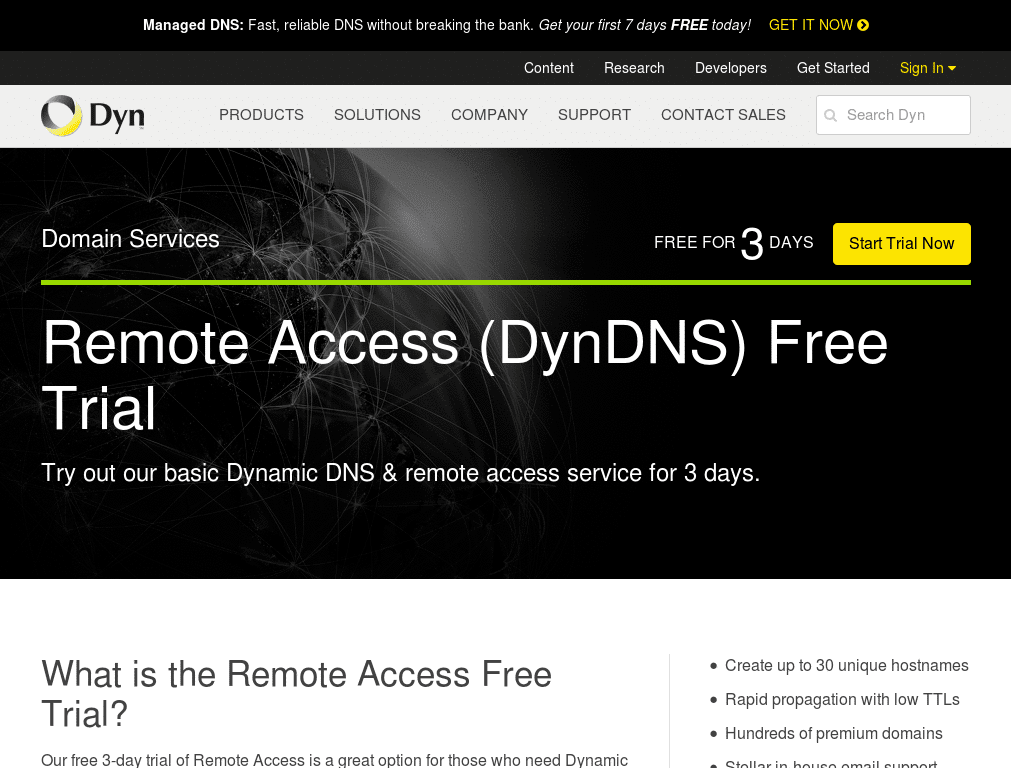 Managed DNS: Fast, reliable DNS without breaking the bank. Get your first 7 days FREE today! GET IT NOW
Content Research Developers Get Started Sign In
Dyn PRODUCTS SOLUTIONS COMPANY SUPPORT CONTACT SALES Search Dyn
Domain Services FREE FOR 3 DAYS Start Trial Now
Remote Access (DynDNS) Free
Trial
Try out our basic Dynamic DNS & remote access service for 3 days.
What is the Remote Access Free
Trial?
Our free 3-day trial of Remote Access is a great option for those who need Dynamic
Create up to 30 unique hostnames
Rapid propagation with low TTLs
Hundreds of premium domains
Stellar in-house email support